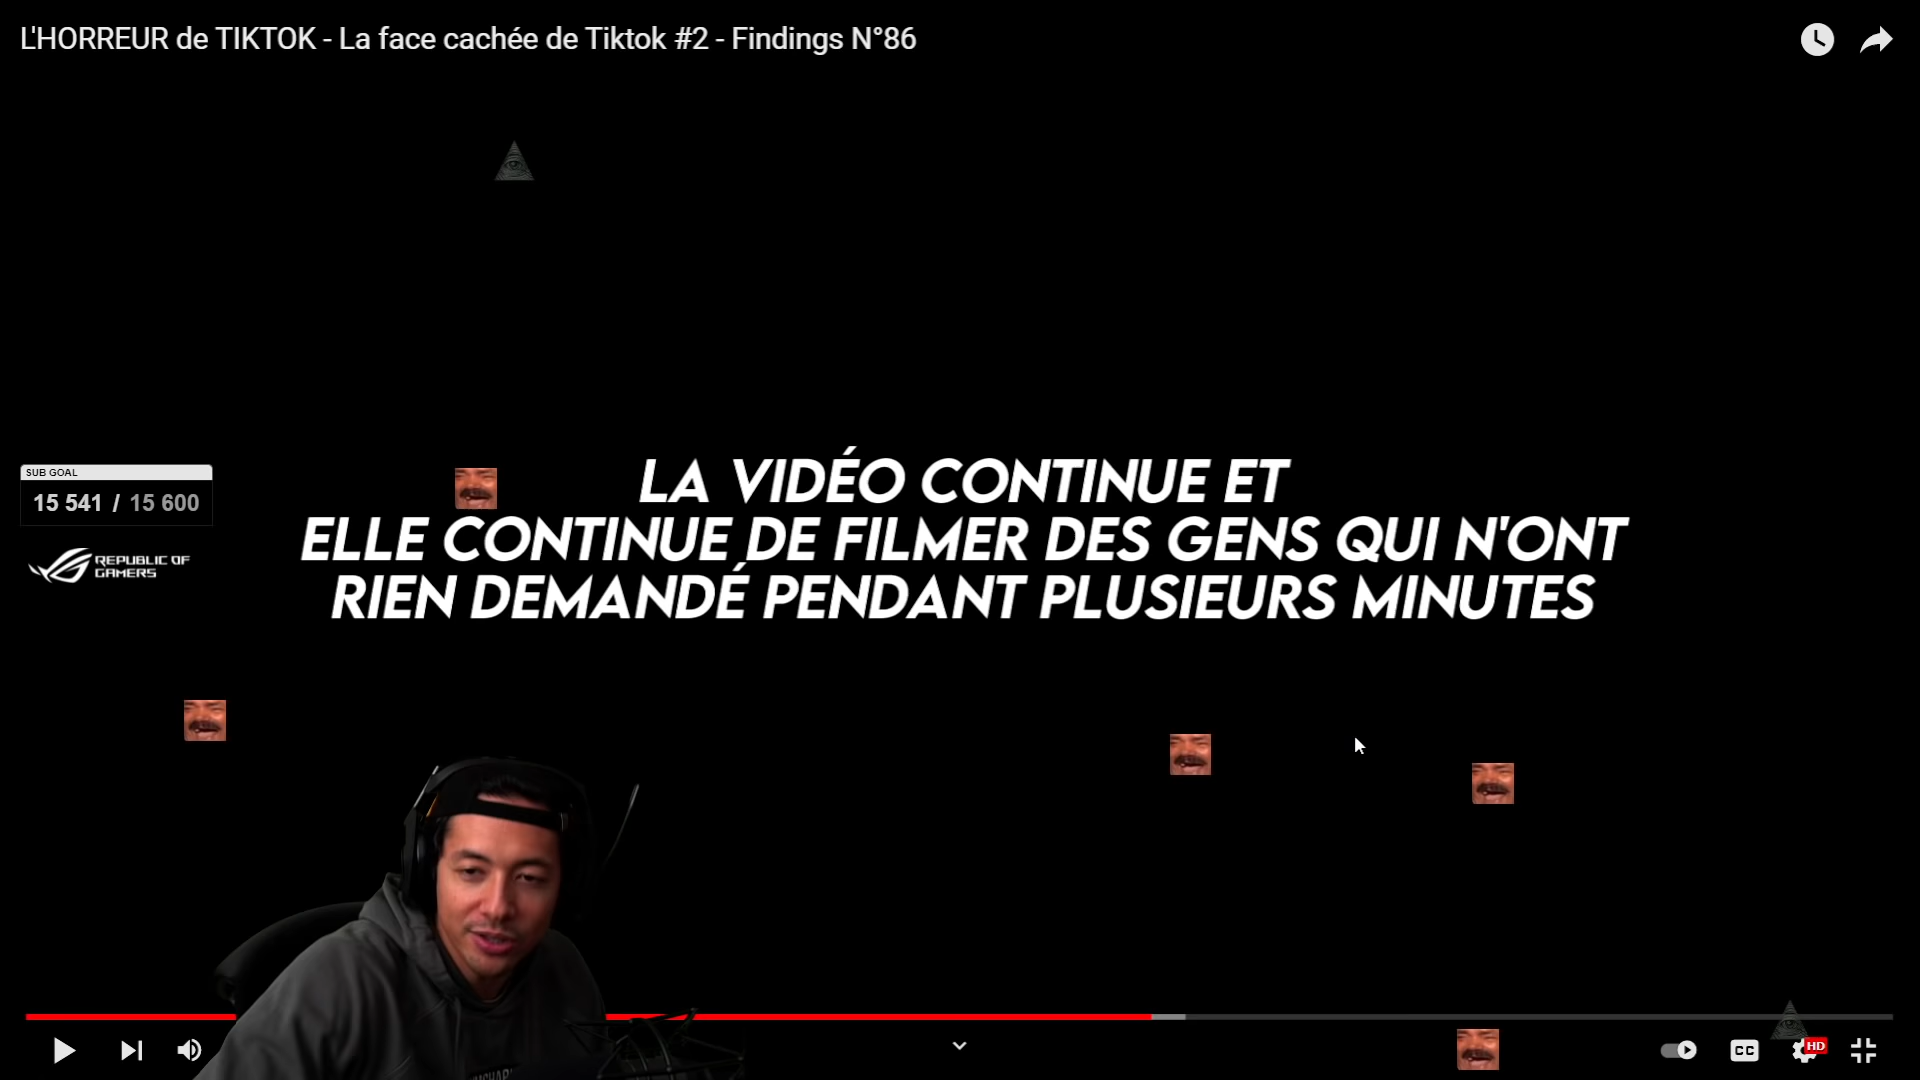 L'HORREUR de TIKTOK - La face cachée de Tiktok #2 - Findings N°86
SUB GOAL
15 541 / 15 600
REPUBLIC OF
GAMERS
LA VIDÉO CONTINUE ET
ELLE CONTINUE DE FILMER DES GENS QUI N'ONT
RIEN DEMANDÉ PENDANT PLUSIEURS MINUTES
CC
HD